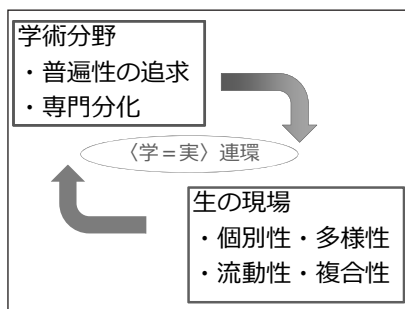 学術分野
・普遍性の追求
・専門分化
〈学＝実〉連環
生の現場
・個別性・多様性
・流動性・複合性